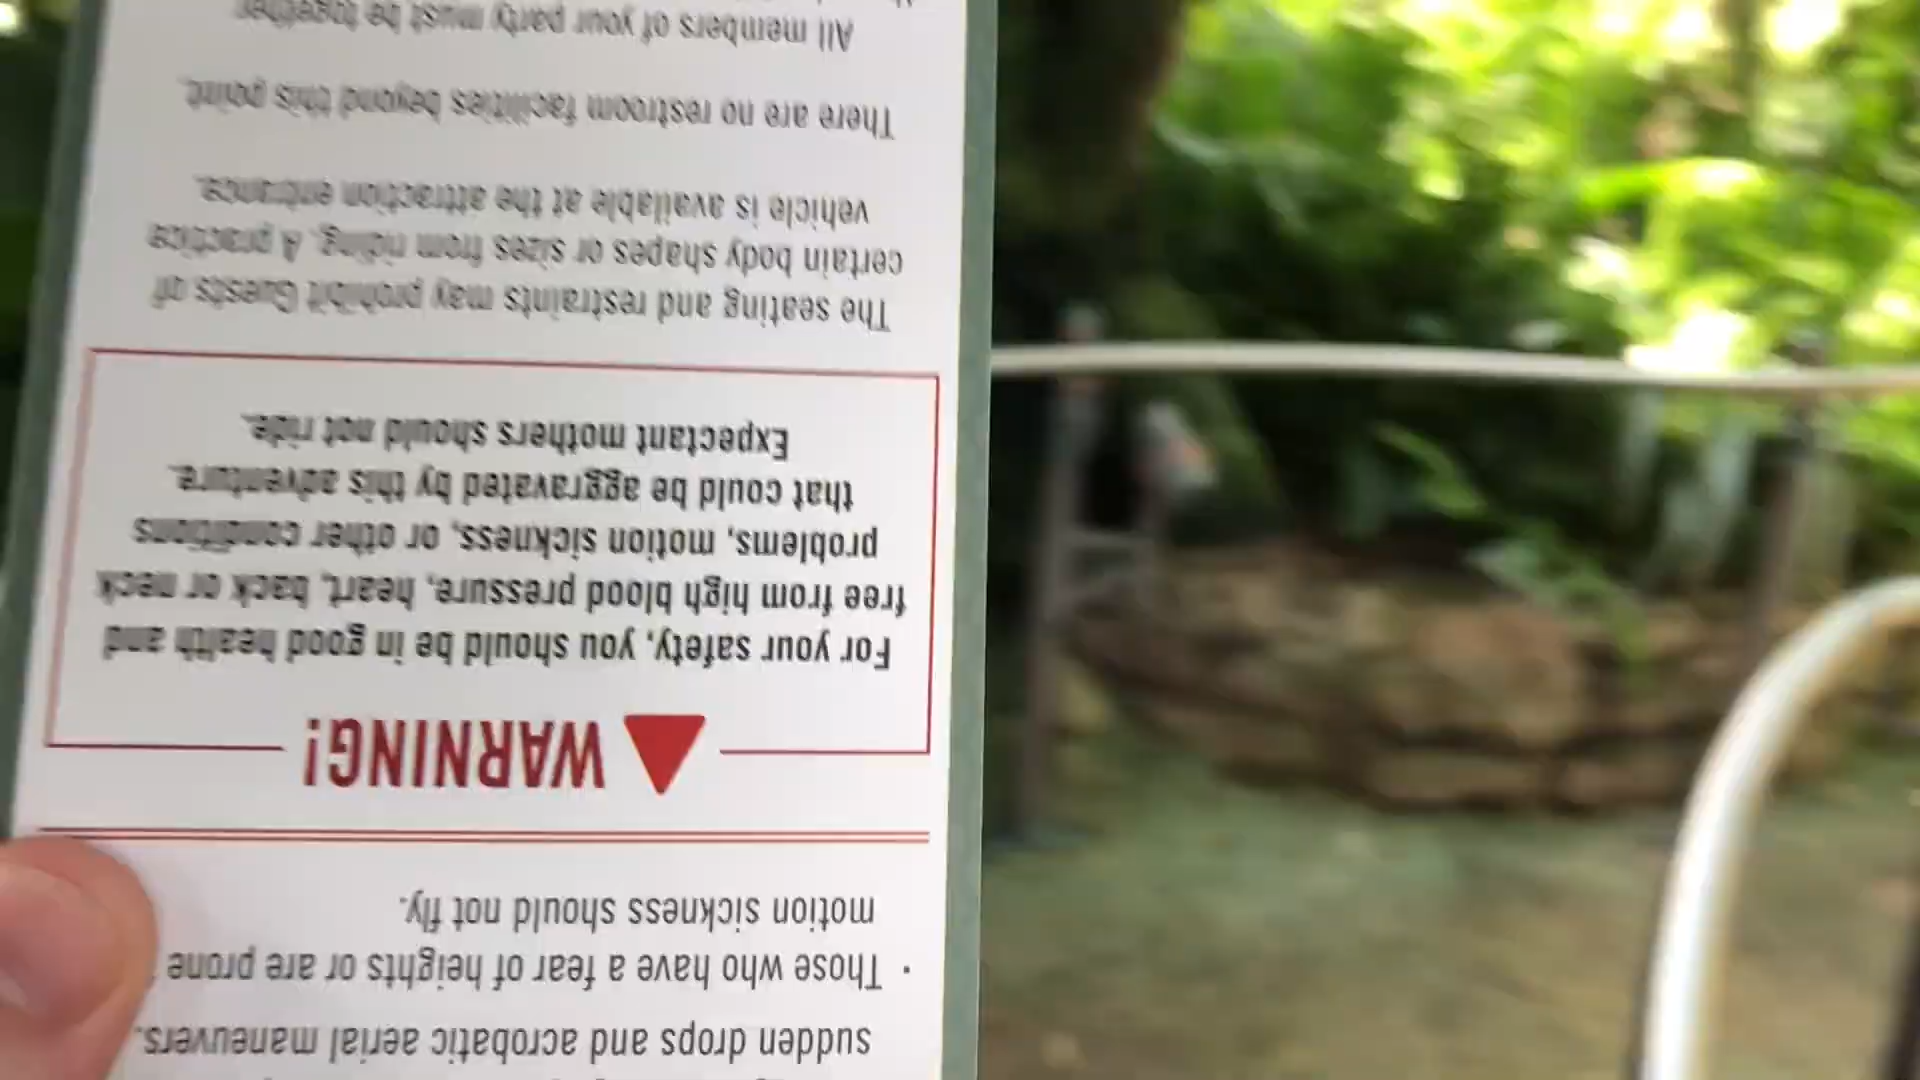 sudden drops and acrobatic aerial maneuvers.
· Those who have a fear of heights or are prone
motion sickness should not fly.
WARNING!
For your safety, you should be in good health and
free from high blood pressure, heart, back or neck
problems, motion sickness, or other conditions
that could be aggravated by this adventure.
Expectant mothers should not ride.
The seating and restraints may prohibit Guests of
certain body shapes or sizes from riding. A practice
vehicle is available at the attraction entrance.
There are no restroom facilities beyond this point.
All members of your party must be together